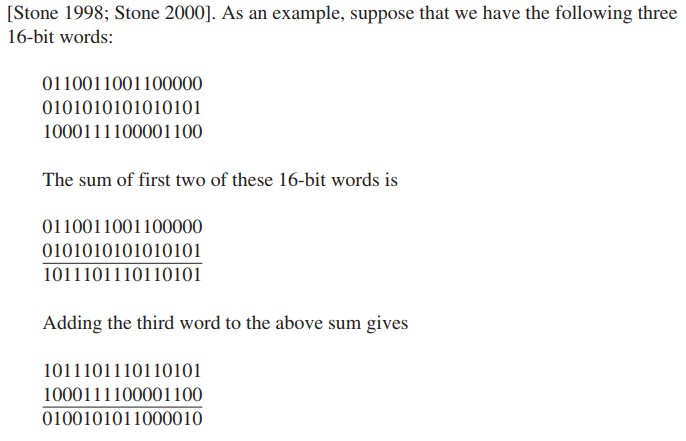 [Stone 1998; Stone 2000]. As an example, suppose that we have the following three
16-bit words:
0110011001100000
0101010101010101
1000111100001100
The sum of first two of these 16-bit words is
0110011001100000
0101010101010101
1011101110110101
Adding the third word to the above sum gives
1011101110110101
1000111100001100
0100101011000010